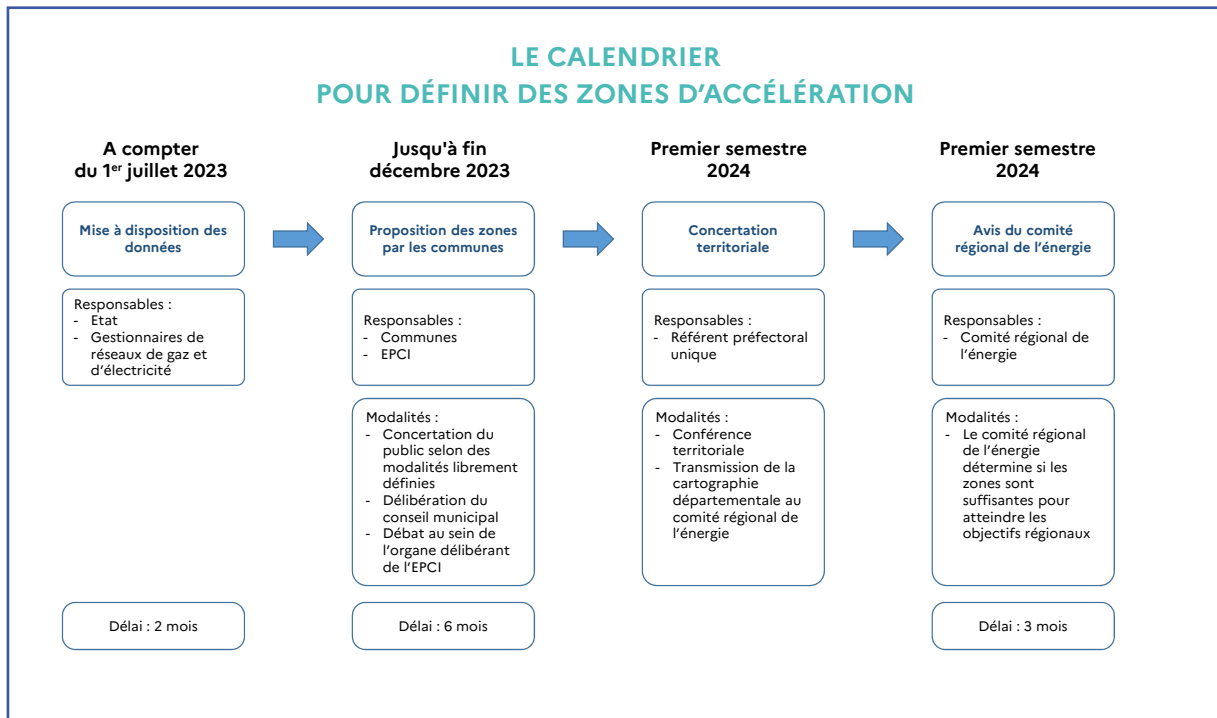 LE CALENDRIER
POUR DÉFINIR DES ZONES D'ACCÉLÉRATION
A compter
du 1er juillet 2023
Mise à disposition des
données
Responsables :
- Etat
- Gestionnaires de
réseaux de gaz et
d'électricité
Délai : 2 mois
Jusqu'à fin
décembre 2023
Proposition des zones
par les communes
Responsables :
- Communes
- EPCI
Modalités :
- Concertation du
public selon des
modalités librement
définies
- Délibération du
conseil municipal
- Débat au sein de
l'organe délibérant
de l'EPCI
Délai : 6 mois
Premier semestre
2024
Concertation
territoriale
Responsables :
- Référent préfectoral
unique
Modalités :
- Conférence
territoriale
- Transmission de la
cartographie
départementale au
comité régional de
l'énergie
Premier semestre
2024
Avis du comité
régional de l'énergie
Responsables :
- Comité régional de
l'énergie
Modalités :
- Le comité régional
de l'énergie
détermine si les
zones sont
suffisantes pour
atteindre les
objectifs régionaux
Délai : 3 mois